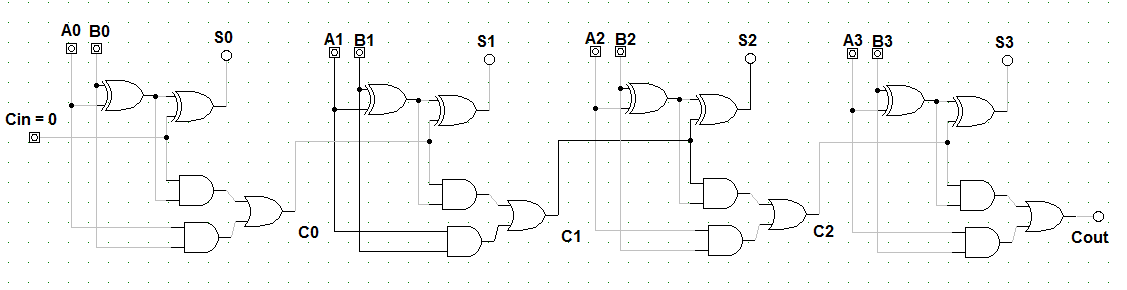 A0 B0
S0
A1 B1
S1
A2 B2
S2
A3 B3
S3
Cin = 0
C0
C1
C2
Cout